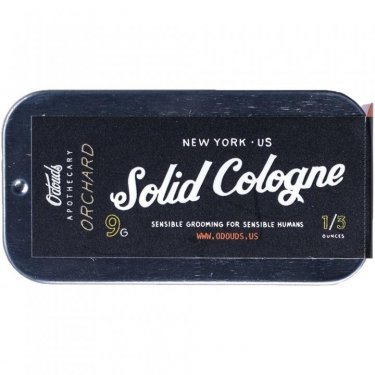 Odouds
APOTHECARY
ORCHARD
NEW YORK · US
Solid Cologne
9G
SENSIBLE GROOMING FOR SENSIBLE HUMANS
1/3
OUNCES
WWW.ODOUDS.US